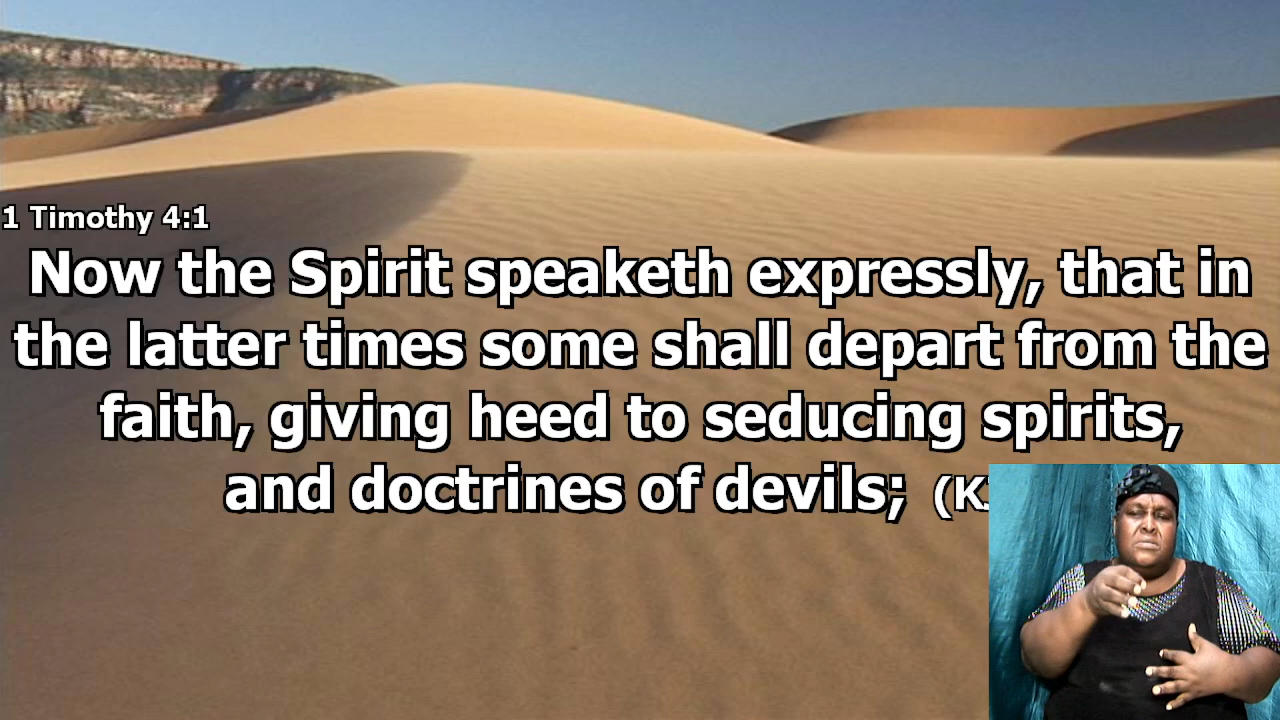 1 Timothy 4:1
Now the Spirit speaketh expressly, that in
the latter times some shall depart from the
faith, giving heed to seducing spirits,
and doctrines of devils;